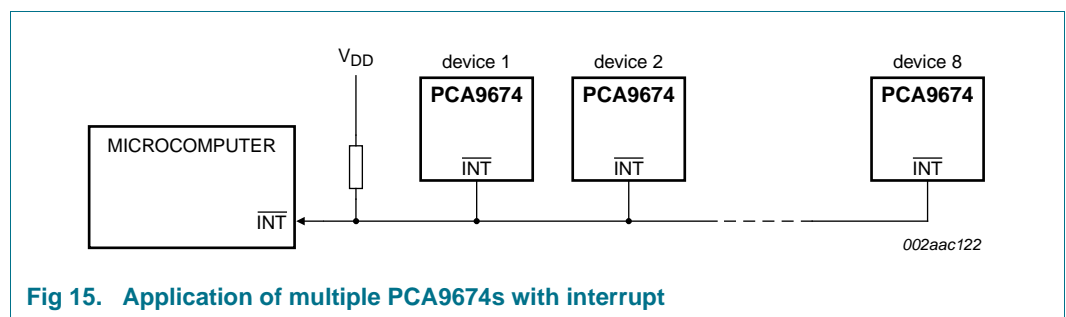 V_DD
device 1
device 2
device 8
PCA9674
PCA9674
PCA9674
MICROCOMPUTER
INT
INT
INT
INT
002aac122
Fig 15. Application of multiple PCA9674s with interrupt